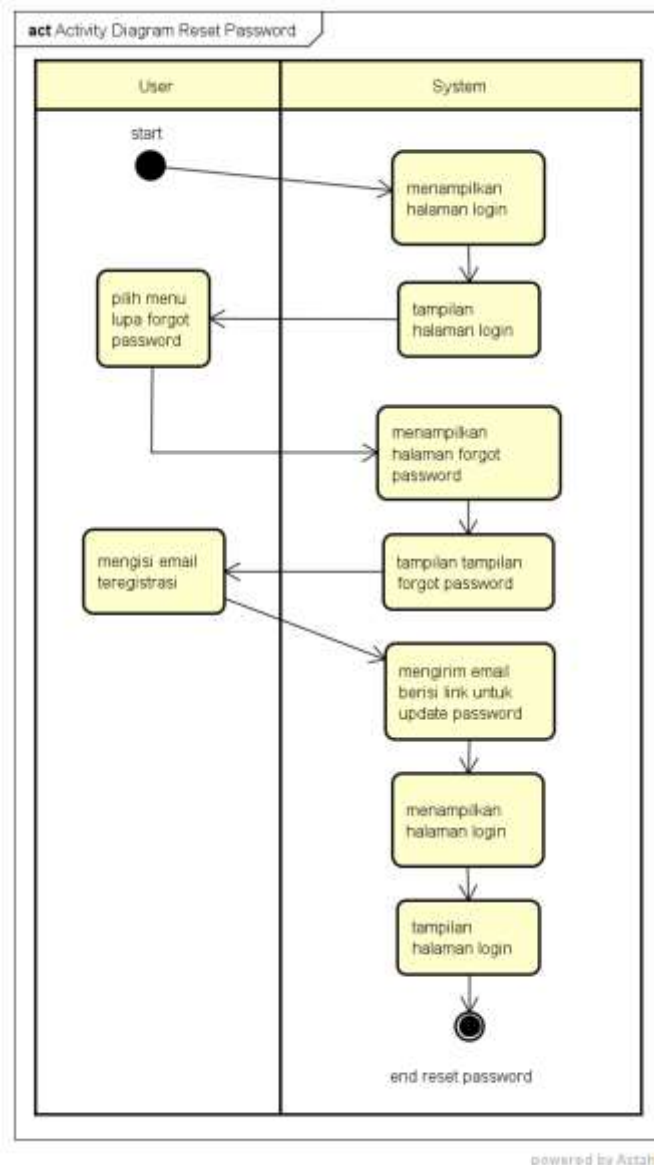 act Activity Diagram Reset Password
User
System
start
menampilkan
halaman login
pilih menu
lupa forgot
password
tampilan
halaman login
menampilkan
halaman forgot
password
mengisi email
teregistrasi
tampilan tampilan
forgot password
mengirim email
berisi link untuk
update password
menampilkan
halaman login
tampilan
halaman login
end reset password
powered by Astah